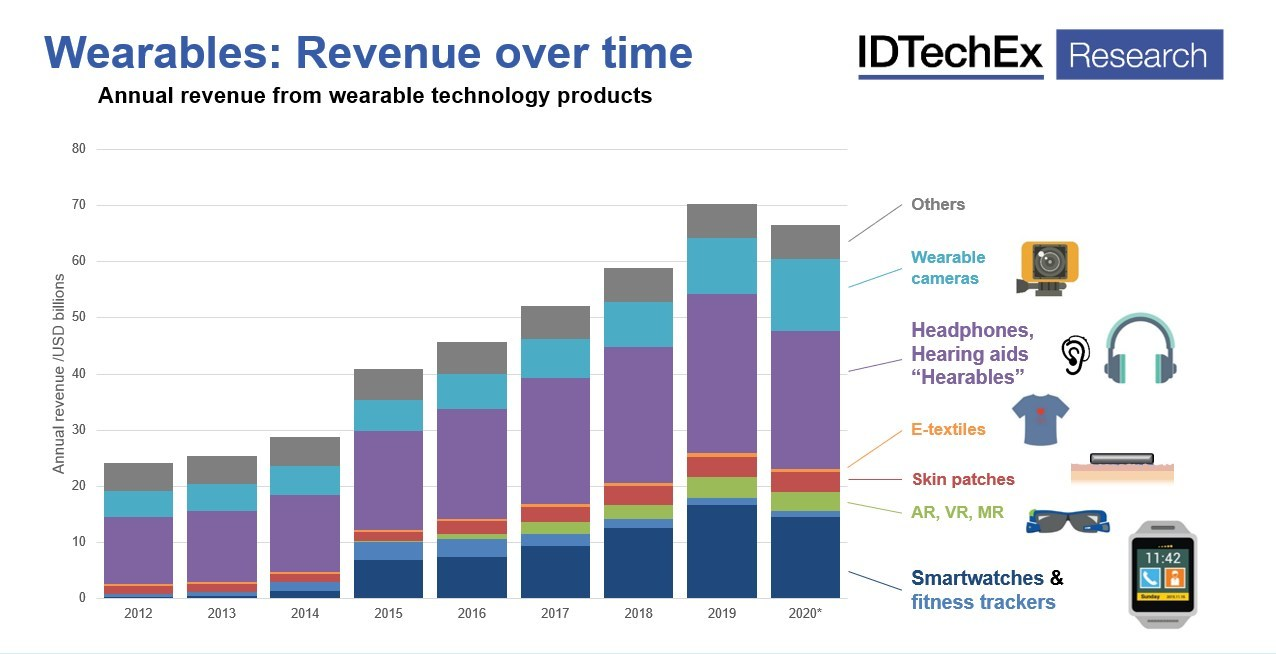 Wearables: Revenue over time
IDTechEx Research
Annual revenue from wearable technology products
Annual revenue /USD billions
80
70
60
50
40
30
20
10
0
2012 2013 2014 2015 2016 2017 2018 2019 2020*
Others
Wearable
cameras
Headphones,
Hearing aids
“Hearables”
E-textiles
Skin patches
AR, VR, MR
Smartwatches &
fitness trackers
11:42
Sunday